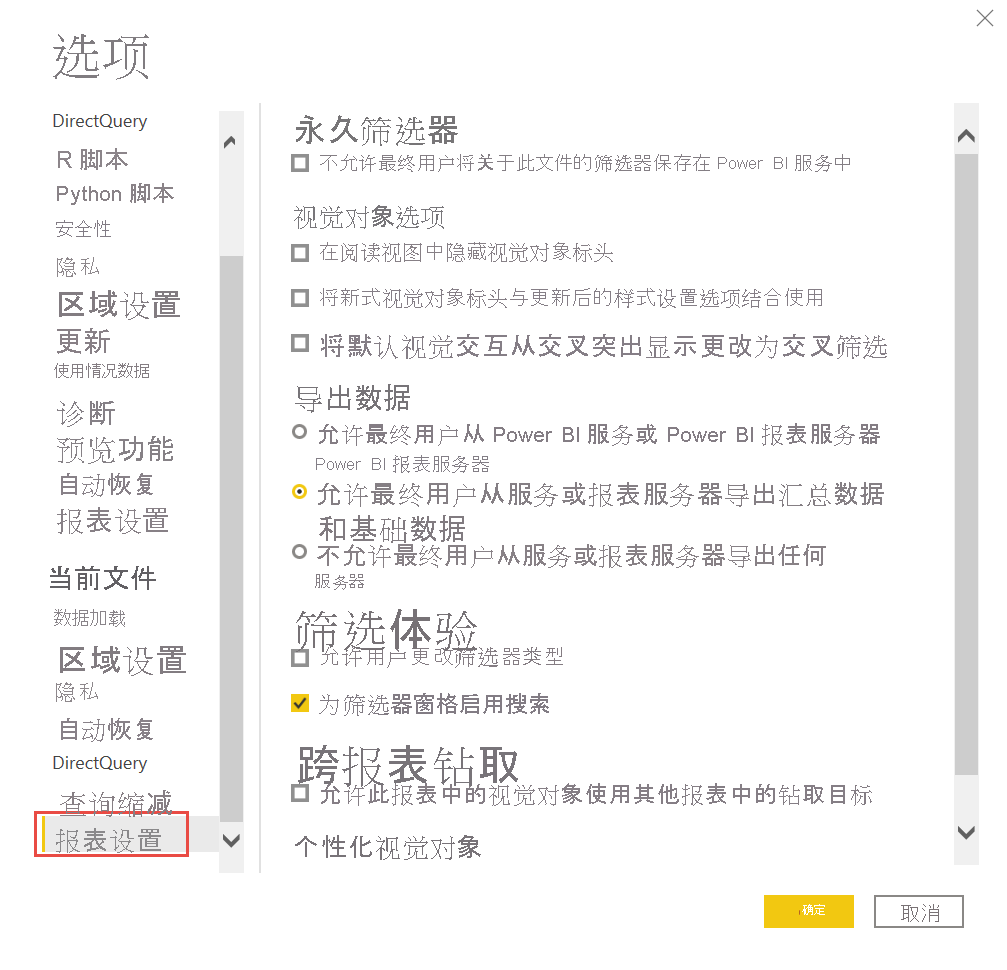 选项
DirectQuery
R 脚本
Python 脚本
安全性
隐私
区域设置
更新
使用情况数据
诊断
预览功能
自动恢复
报表设置
当前文件
数据加载
区域设置
隐私
自动恢复
DirectQuery
查询缩减
报表设置
永久筛选器
不允许最终用户将关于此文件的筛选器保存在 Power BI 服务中
视觉对象选项
在阅读视图中隐藏视觉对象标头
将新式视觉对象标头与更新后的样式设置选项结合使用
将默认视觉交互从交叉突出显示更改为交叉筛选
导出数据
允许最终用户从 Power BI 服务或 Power BI 报表服务器
Power BI 报表服务器
允许最终用户从服务或报表服务器导出汇总数据
和基础数据
不允许最终用户从服务或报表服务器导出任何
服务器
筛选体验
允许用户更改筛选器类型
为筛选器窗格启用搜索
跨报表钻取
允许此报表中的视觉对象使用其他报表中的钻取目标
个性化视觉对象
确定
取消